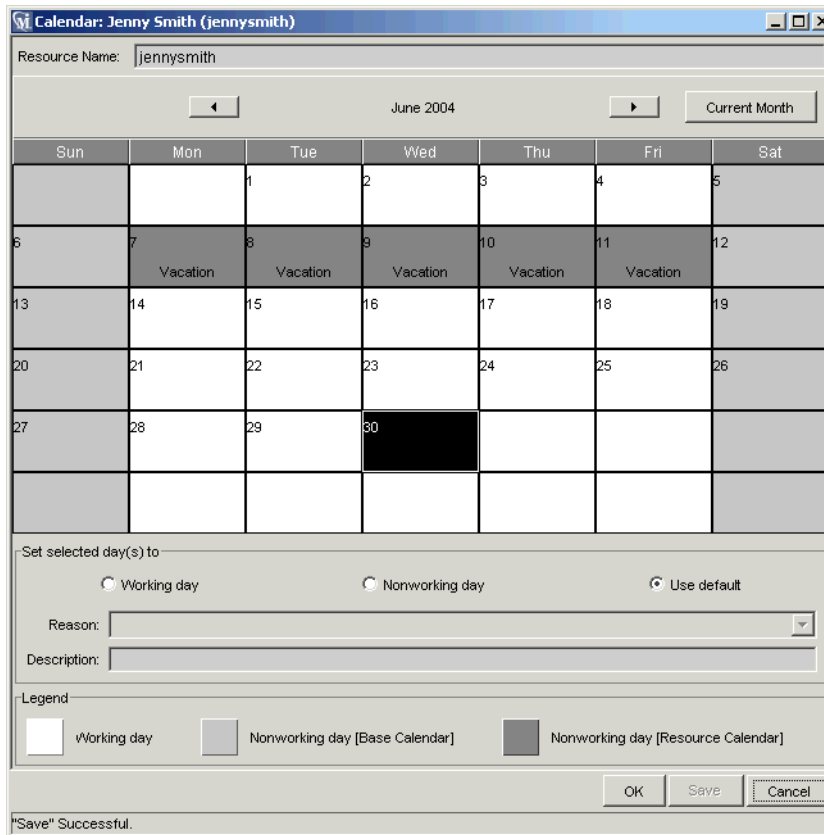 Calendar: Jenny Smith (jennysmith)
Resource Name: jennysmith
June 2004 Current Month
Sun Mon Tue Wed Thu Fri Sat
1 2 3 4 5
6 7 8 9 10 11 12
Vacation Vacation Vacation Vacation Vacation
13 14 15 16 17 18 19
20 21 22 23 24 25 26
27 28 29 30
Set selected day(s) to
Working day Nonworking day Use default
Reason:
Description:
Legend
Working day Nonworking day [Base Calendar] Nonworking day [Resource Calendar]
OK Save Cancel
"Save" Successful.